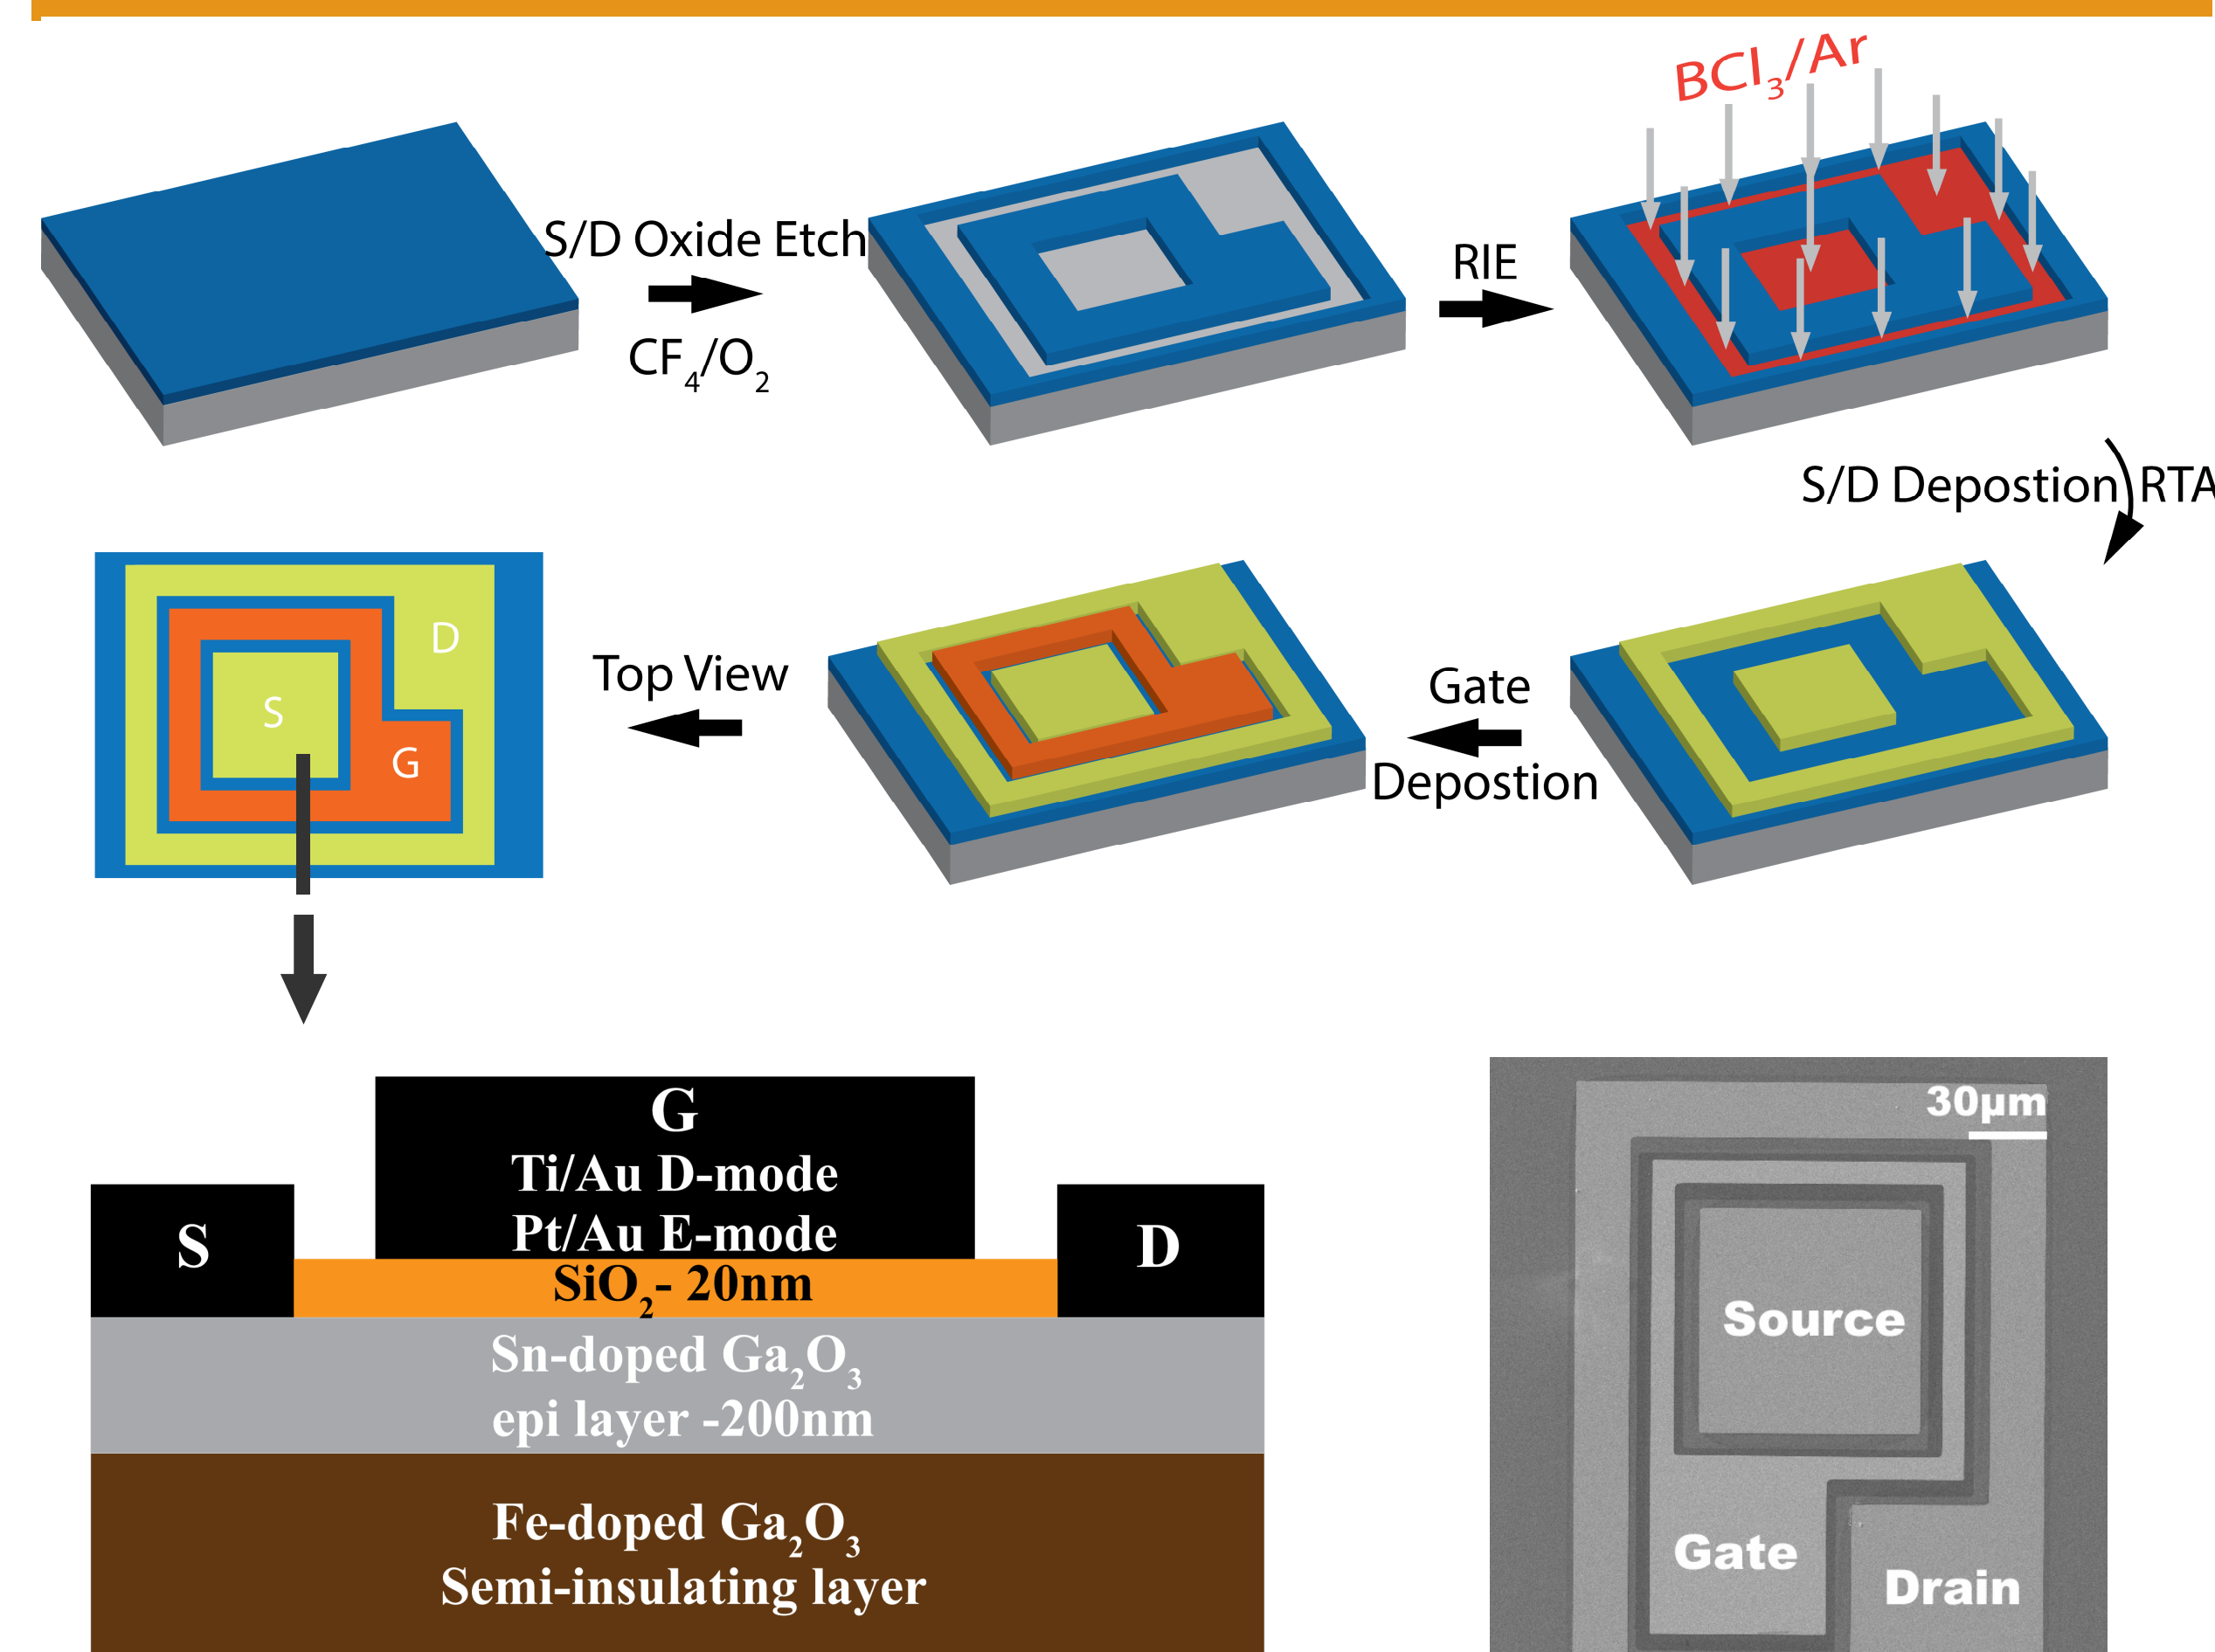 BCl3/Ar
S/D Oxide Etch
CF4/O2
RIE
S/D Depostion
RTA
D
S
G
Top View
Gate
Depostion
G
Ti/Au D-mode
Pt/Au E-mode
S
D
SiO2- 20nm
Sn-doped Ga2O3
epi layer -200nm
Fe-doped Ga2O3
Semi-insulating layer
30µm
Source
Gate
Drain